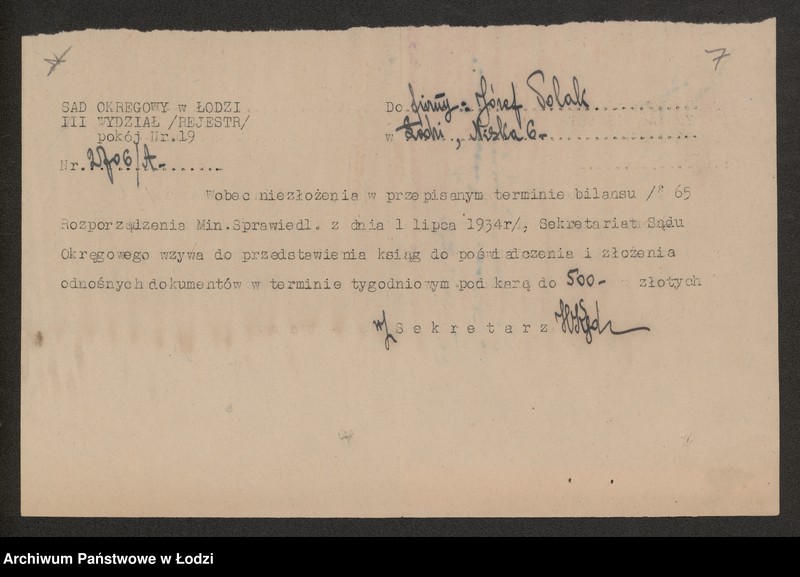 7
SĄD OKRĘGOWY w ŁODZI
III WYDZIAŁ /REJESTR/
pokój Nr.19
Nr. 2706/A-
Do firmy: Józef Polak
w Łodzi, Nizka 6-
Wobec niezłożenia w przepisanym terminie bilansu /§ 65
Rozporządzenia Min.Sprawiedl. z dnia 1 lipca 1934r/, Sekretariat Sądu
Okręgowego wzywa do przedstawienia ksiąg do poświadczenia i złożenia
odnośnych dokumentów w terminie tygodniowym pod karą do 500- złotych
Sekretarz
Archiwum Państwowe w Łodzi